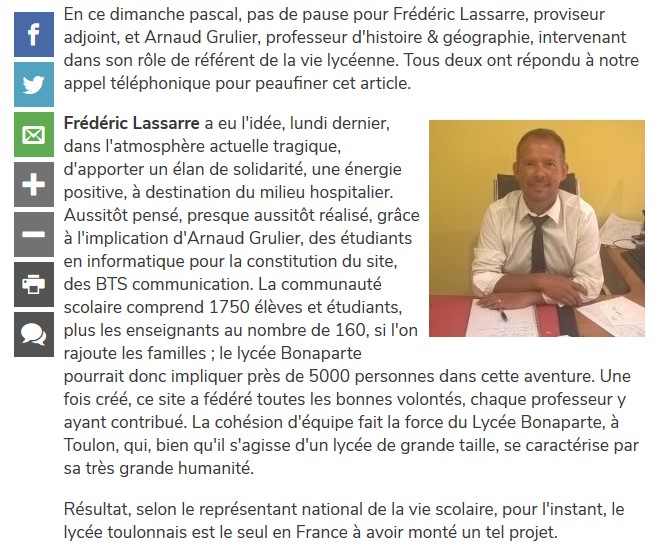 En ce dimanche pascal, pas de pause pour Frédéric Lassarre, proviseur
adjoint, et Arnaud Grulier, professeur d'histoire & géographie, intervenant
dans son rôle de référent de la vie lycéenne. Tous deux ont répondu à notre
appel téléphonique pour peaufiner cet article.
Frédéric Lassarre a eu l'idée, lundi dernier,
dans l'atmosphère actuelle tragique,
d'apporter un élan de solidarité, une énergie
positive, à destination du milieu hospitalier.
Aussitôt pensé, presque aussitôt réalisé, grâce
à l'implication d'Arnaud Grulier, des étudiants
en informatique pour la constitution du site,
des BTS communication. La communauté
scolaire comprend 1750 élèves et étudiants,
plus les enseignants au nombre de 160, si l'on
rajoute les familles ; le lycée Bonaparte
pourrait donc impliquer près de 5000 personnes dans cette aventure. Une
fois créé, ce site a fédéré toutes les bonnes volontés, chaque professeur y
ayant contribué. La cohésion d'équipe fait la force du Lycée Bonaparte, à
Toulon, qui, bien qu'il s'agisse d'un lycée de grande taille, se caractérise par
sa très grande humanité.
Résultat, selon le représentant national de la vie scolaire, pour l'instant, le
lycée toulonnais est le seul en France à avoir monté un tel projet.